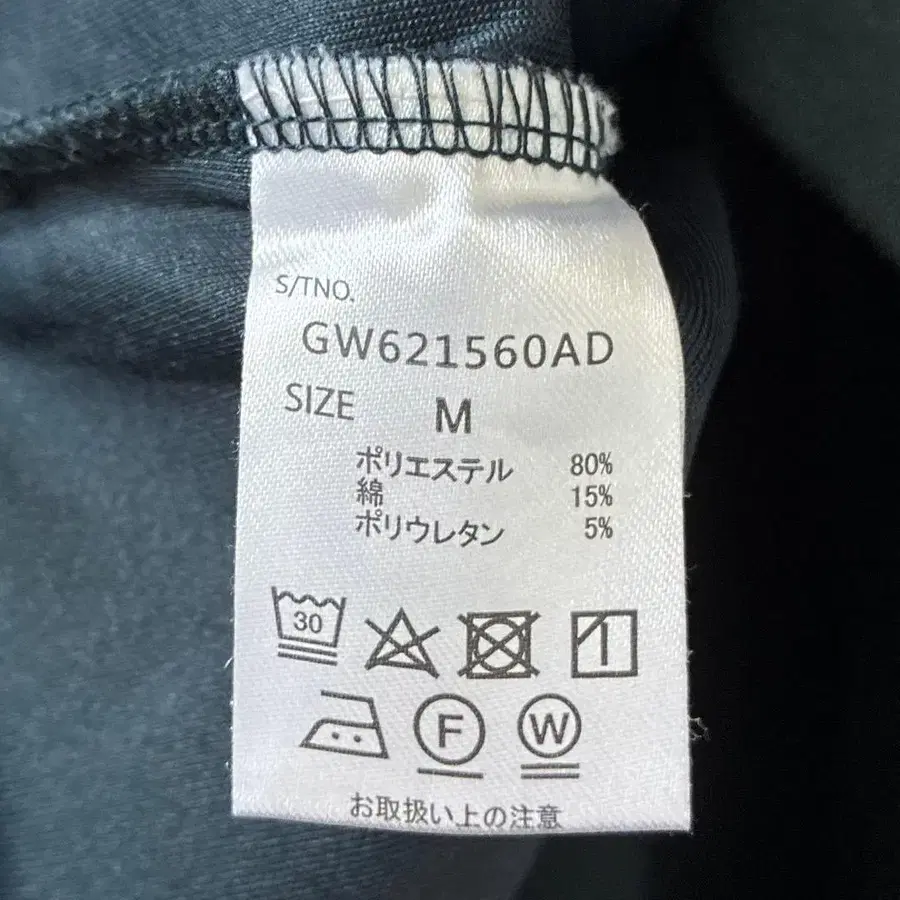 S/TNO.
GW621560AD
SIZE M
ポリエステル 80%
綿 15%
ポリウレタン 5%
30
F W
お取扱い上の注意